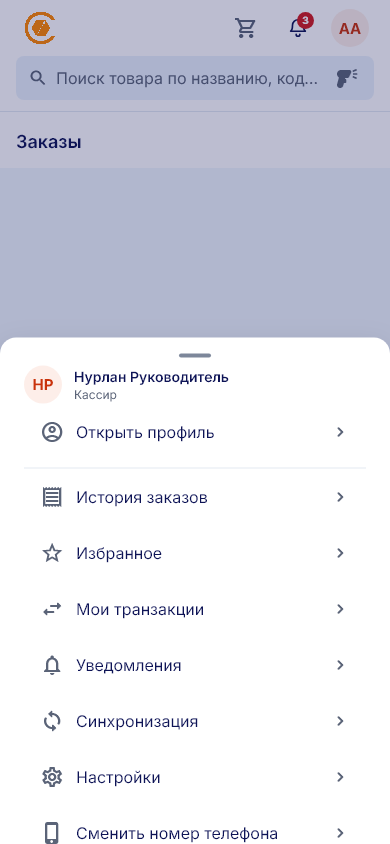 3
АА
Поиск товара по названию, код...
Заказы
НР
Нурлан Руководитель
Кассир
Открыть профиль
История заказов
Избранное
Мои транзакции
Уведомления
Синхронизация
Настройки
Сменить номер телефона